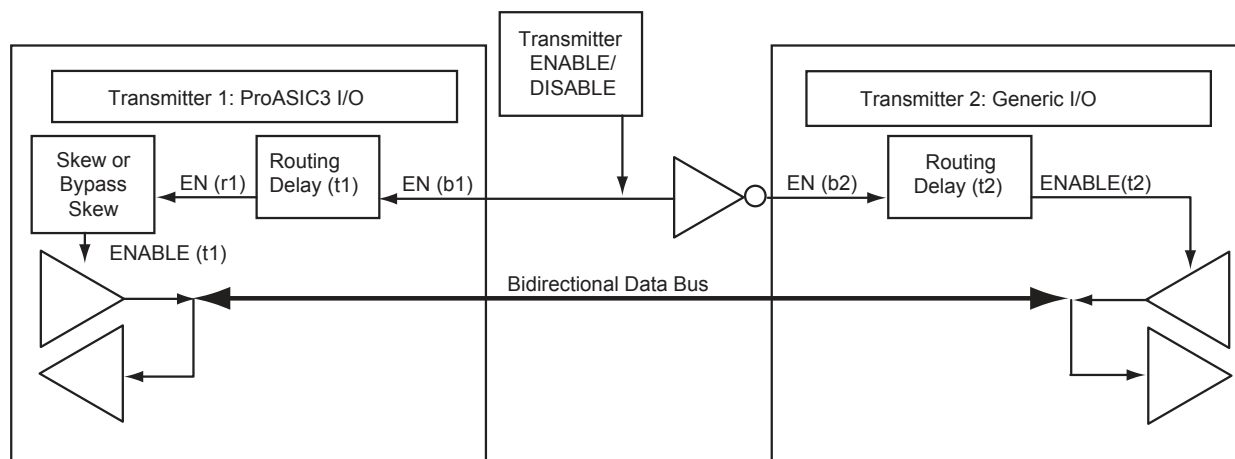 Transmitter
ENABLE/
DISABLE
Transmitter 1: ProASIC3 I/O
Transmitter 2: Generic I/O
Skew or
Bypass
Skew
EN (r1)
Routing
Delay (t1)
EN (b1)
EN (b2)
Routing
Delay (t2)
ENABLE(t2)
ENABLE (t1)
Bidirectional Data Bus